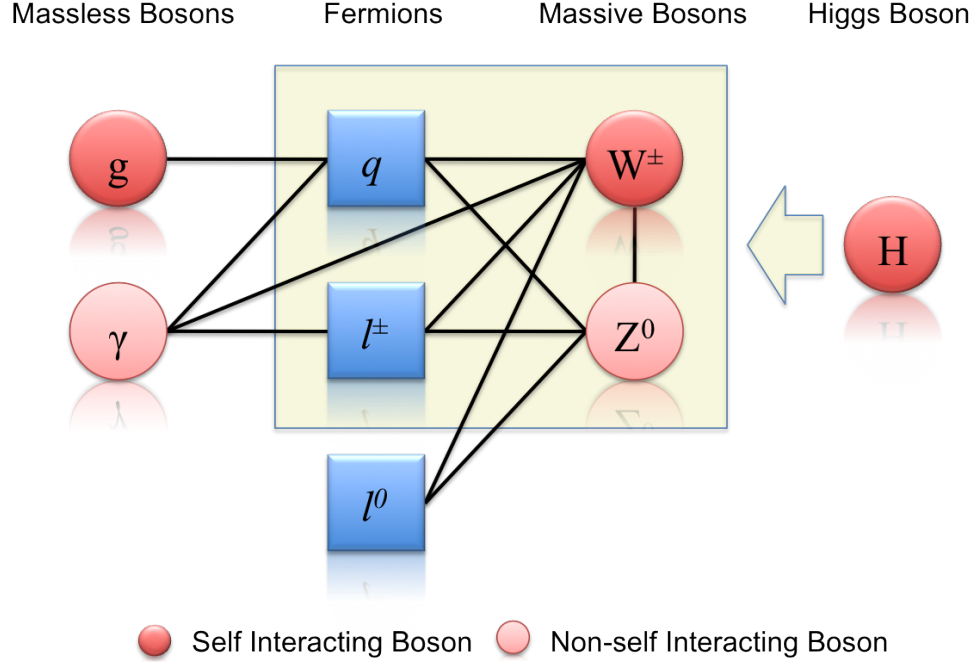 Massless Bosons Fermions Massive Bosons Higgs Boson
g q W±
H
γ l± Z0
l0
Self Interacting Boson Non-self Interacting Boson